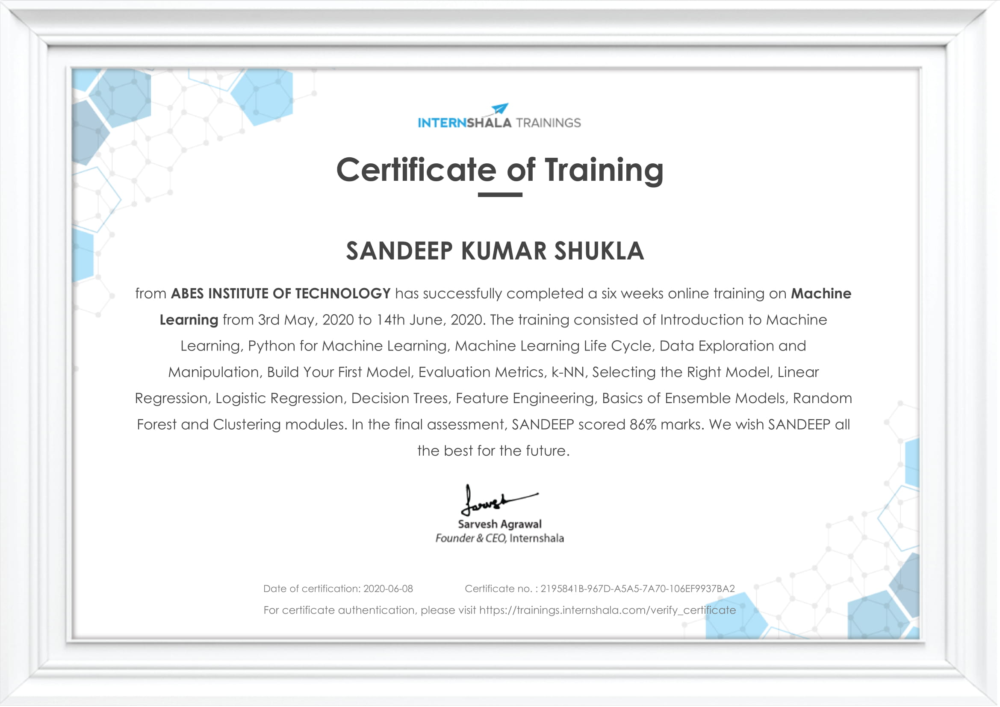 INTERNSHALA TRAININGS
Certificate of Training
SANDEEP KUMAR SHUKLA
from ABES INSTITUTE OF TECHNOLOGY has successfully completed a six weeks online training on Machine
Learning from 3rd May, 2020 to 14th June, 2020. The training consisted of Introduction to Machine
Learning, Python for Machine Learning, Machine Learning Life Cycle, Data Exploration and
Manipulation, Build Your First Model, Evaluation Metrics, k-NN, Selecting the Right Model, Linear
Regression, Logistic Regression, Decision Trees, Feature Engineering, Basics of Ensemble Models, Random
Forest and Clustering modules. In the final assessment, SANDEEP scored 86% marks. We wish SANDEEP all
the best for the future.
Sarvesh
Sarvesh Agrawal
Founder & CEO, Internshala
Date of certification: 2020-06-08 Certificate no. : 2195841B-967D-A5A5-7A70-106EF9937BA2
For certificate authentication, please visit https://trainings.internshala.com/verify_certificate